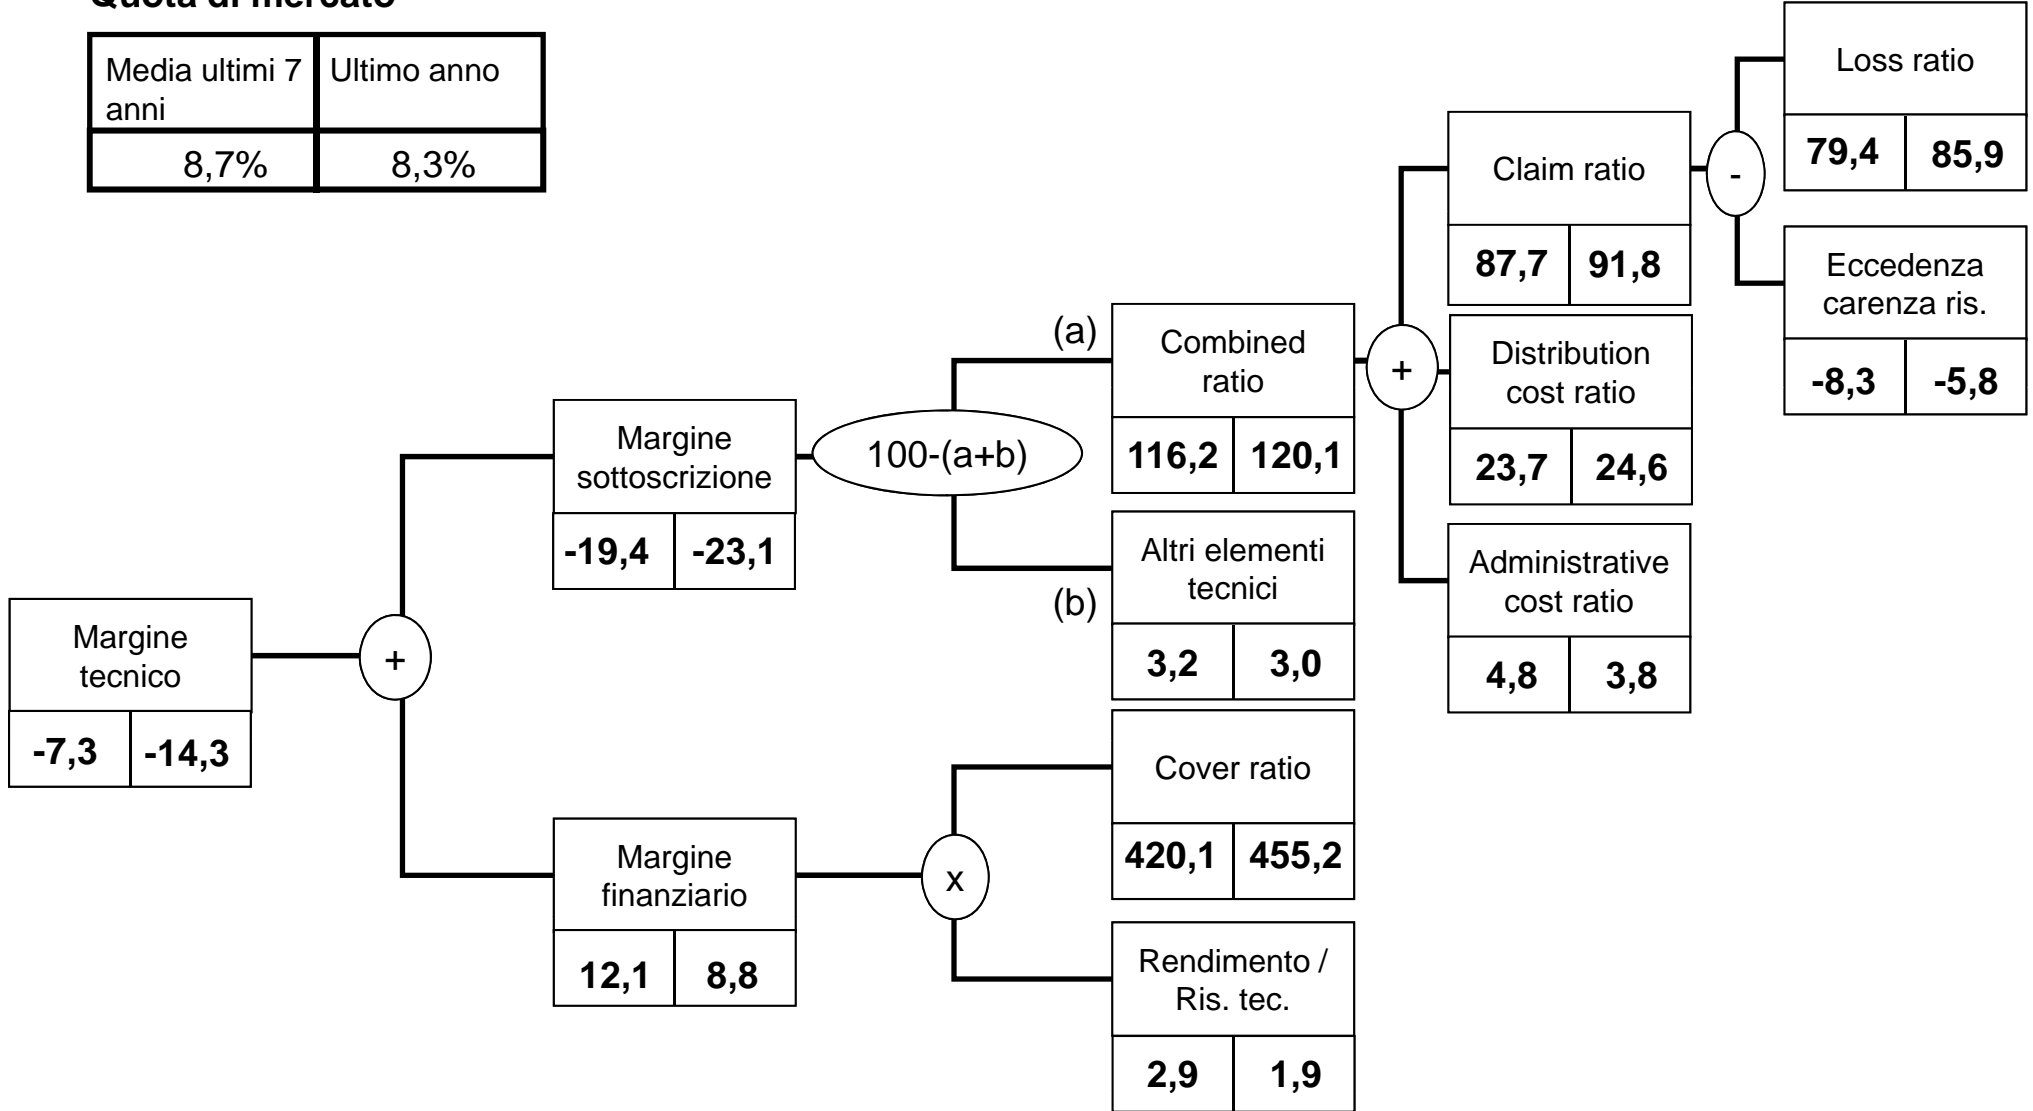 Quota di mercato
Media ultimi 7
anni
Ultimo anno
8,7%
8,3%
Loss ratio
79,4
85,9
Claim ratio
-
87,7
91,8
Eccedenza
carenza ris.
-8,3
-5,8
(a)
Combined
ratio
116,2
120,1
+
Distribution
cost ratio
23,7
24,6
Margine
sottoscrizione
-19,4
-23,1
100-(a+b)
Altri elementi
tecnici
(b)
3,2
3,0
Administrative
cost ratio
4,8
3,8
Margine
tecnico
-7,3
-14,3
+
Cover ratio
420,1
455,2
Margine
finanziario
12,1
8,8
x
Rendimento /
Ris. tec.
2,9
1,9